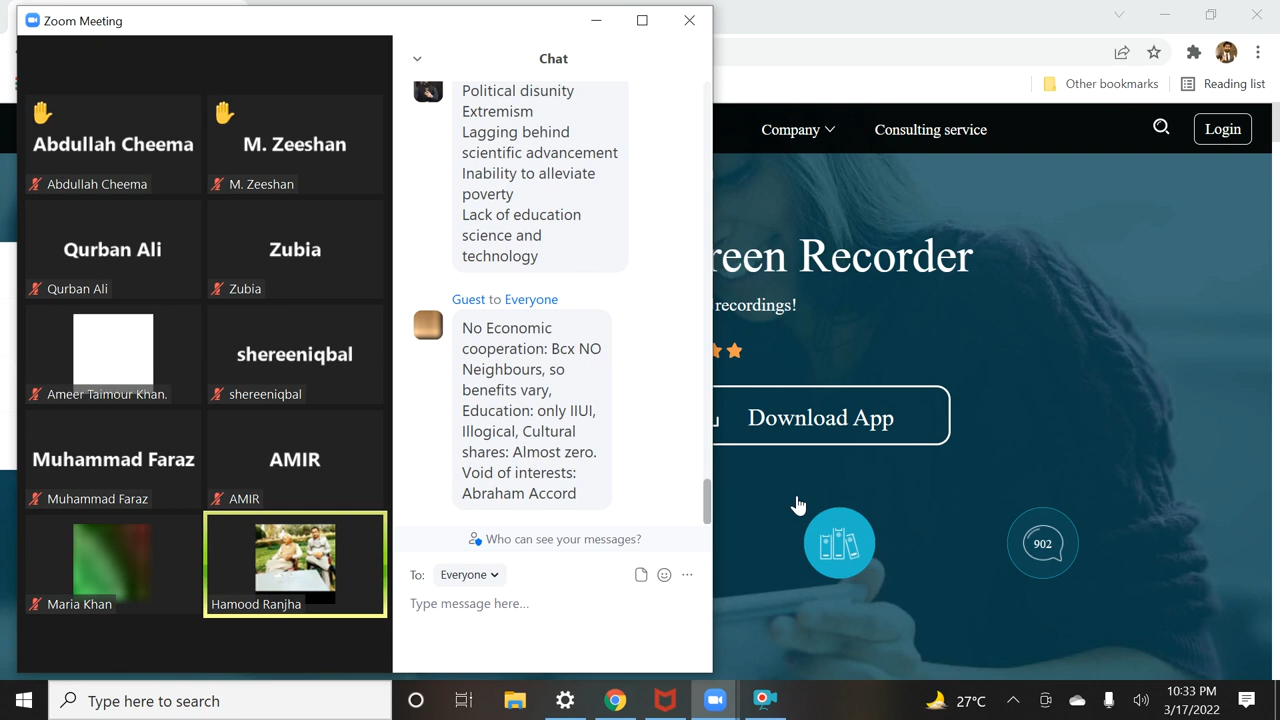 Zoom Meeting
Abdullah Cheema
Abdullah Cheema
M. Zeeshan
M. Zeeshan
Qurban Ali
Qurban Ali
Zubia
Zubia
Ameer Taimour Khan.
shereeniqbal
shereeniqbal
Muhammad Faraz
Muhammad Faraz
AMIR
AMIR
Maria Khan
Hamood Ranjha
Chat
Political disunity
Extremism
Lagging behind
scientific advancement
Inability to alleviate
poverty
Lack of education
science and
technology
Guest to Everyone
No Economic
cooperation: Bcx NO
Neighbours, so
benefits vary,
Education: only IIUI,
Illogical, Cultural
shares: Almost zero.
Void of interests:
Abraham Accord
Who can see your messages?
To: Everyone
Type message here...
Other bookmarks
Reading list
Company
Consulting service
Login
reen Recorder
recordings!
Download App
902
Type here to search
27°C
10:33 PM
3/17/2022